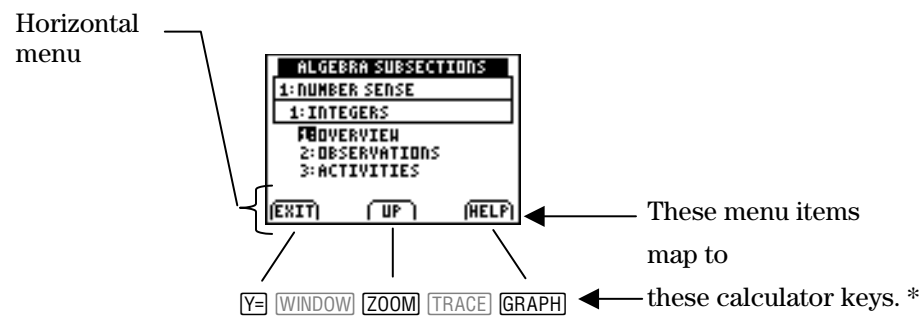 Horizontal
menu
ALGEBRA SUBSECTIONS
1:NUMBER SENSE
1:INTEGERS
1:OVERVIEW
2:OBSERVATIONS
3:ACTIVITIES
EXIT UP HELP
These menu items
map to
Y= WINDOW ZOOM TRACE GRAPH these calculator keys. *